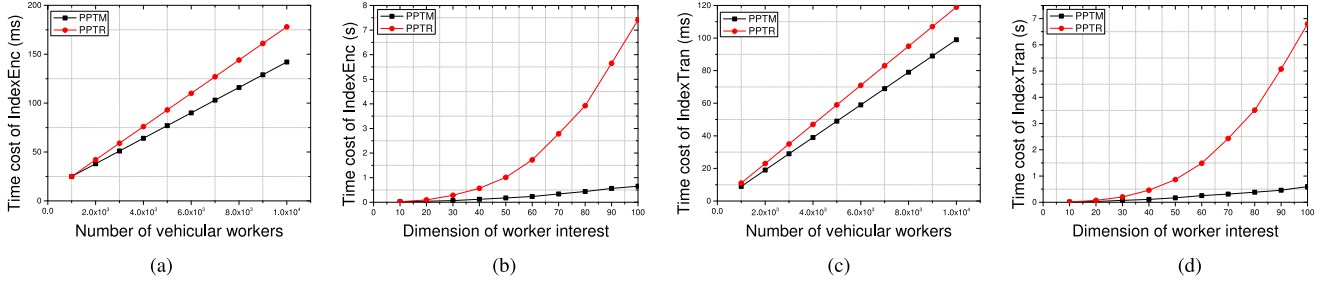 Time cost of IndexEnc (ms)
200
150
100
50
0
PPTM
PPTR
0.0
2.0x10³
4.0x10³
6.0x10³
8.0x10³
1.0x10⁴
Number of vehicular workers
(a)
Time cost of IndexEnc (s)
8
7
6
5
4
3
2
1
0
PPTM
PPTR
0 10 20 30 40 50 60 70 80 90 100
Dimension of worker interest
(b)
Time cost of IndexTran (ms)
120
100
80
60
40
20
0
PPTM
PPTR
0.0
2.0x10³
4.0x10³
6.0x10³
8.0x10³
1.0x10⁴
Number of vehicular workers
(c)
Time cost of IndexTran (s)
7
6
5
4
3
2
1
0
PPTM
PPTR
0 10 20 30 40 50 60 70 80 90 100
Dimension of worker interest
(d)